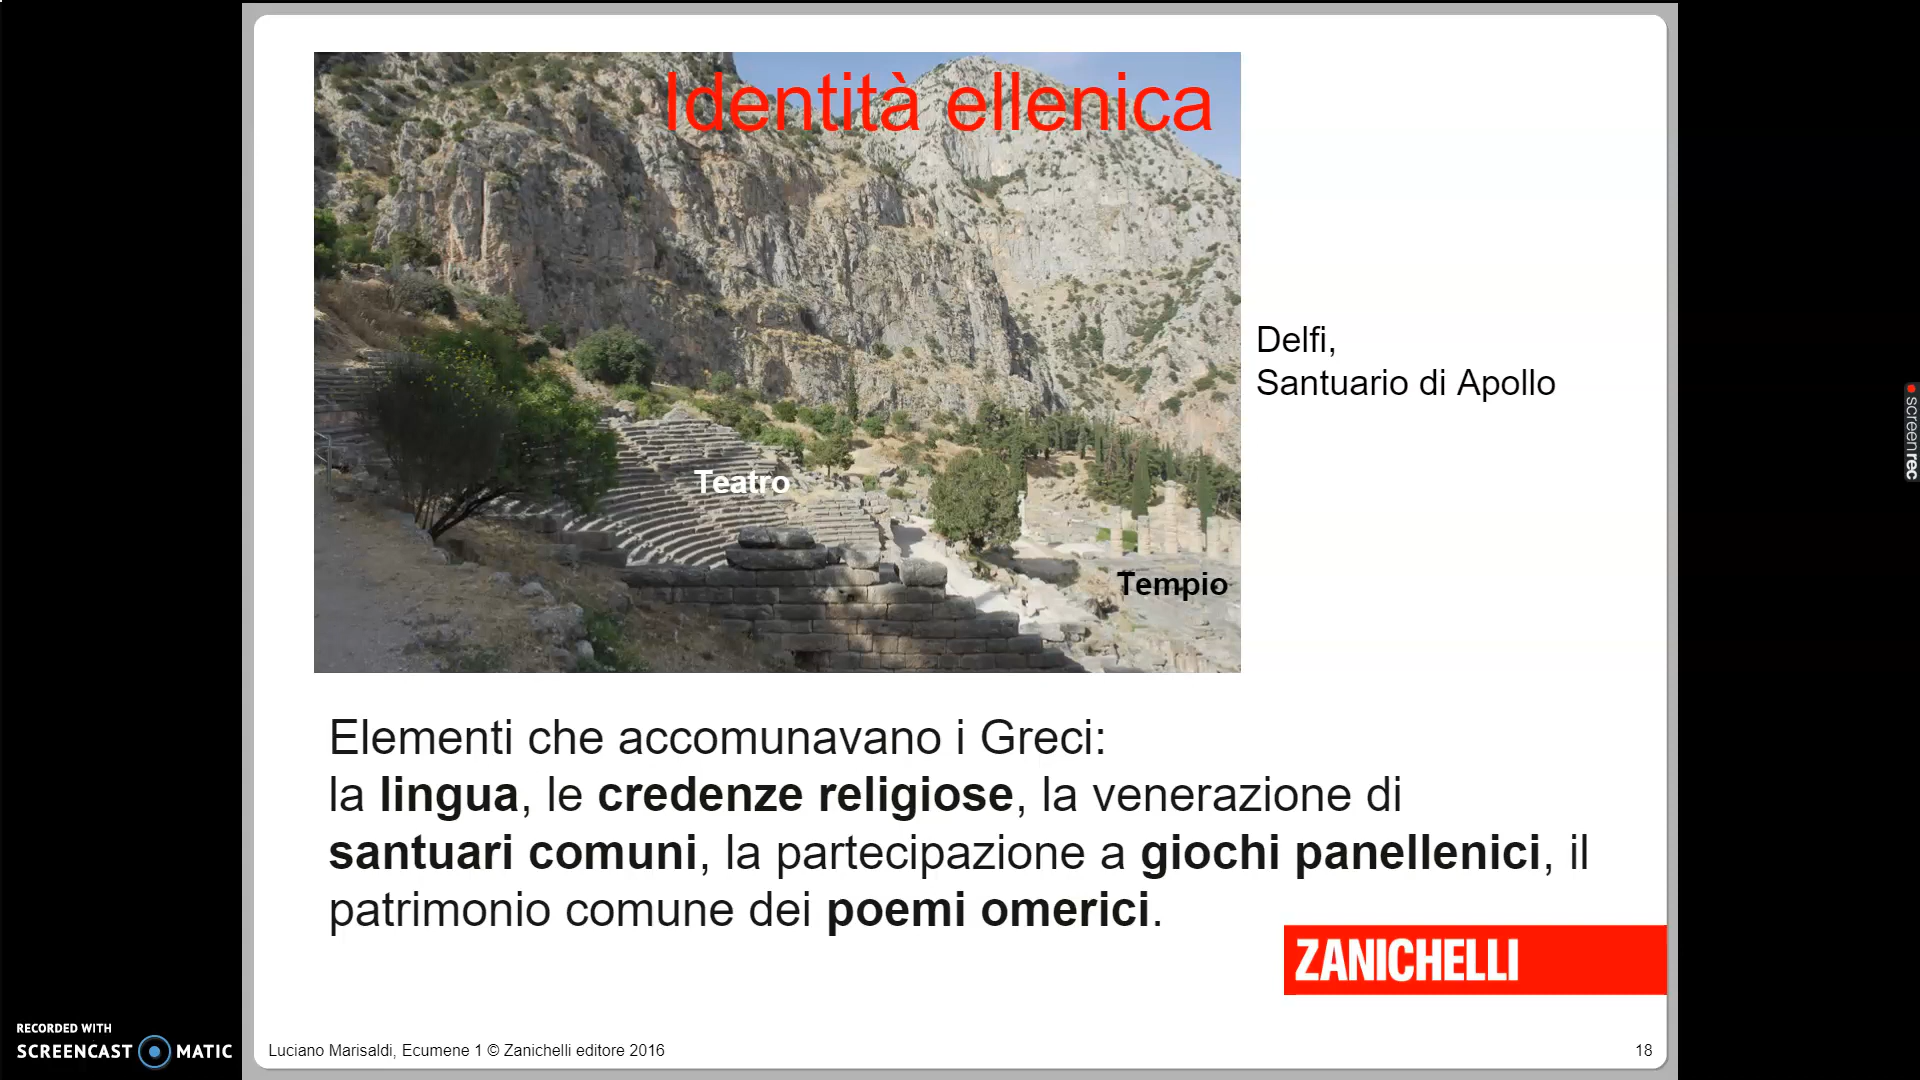 Identità ellenica
Delfi,
Santuario di Apollo
Teatro
Tempio
Elementi che accomunavano i Greci:
la lingua, le credenze religiose, la venerazione di
santuari comuni, la partecipazione a giochi panellenici, il
patrimonio comune dei poemi omerici.
ZANICHELLI
Luciano Marisaldi, Ecumene 1 © Zanichelli editore 2016
18
RECORDED WITH
SCREENCAST MATIC
screenrec